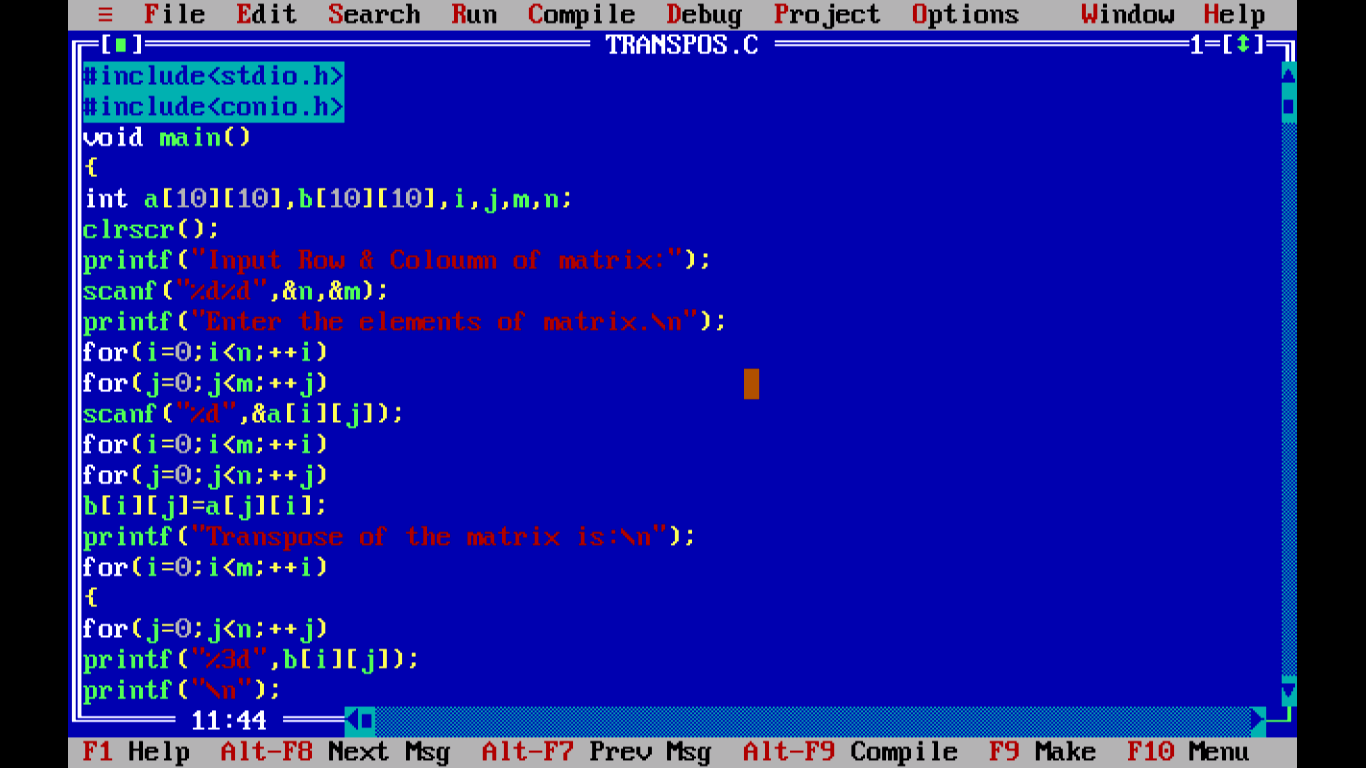 ≡ File Edit Search Run Compile Debug Project Options Window Help
[■] TRANSPOS.C 1=[↕]
#include<stdio.h>
#include<conio.h>
void main()
{
int a[10][10],b[10][10],i,j,m,n;
clrscr();
printf("Input Row & Coloumn of matrix:");
scanf("%d%d",&n,&m);
printf("Enter the elements of matrix.\n");
for(i=0;i<n;++i)
for(j=0;j<m;++j)
scanf("%d",&a[i][j]);
for(i=0;i<m;++i)
for(j=0;j<n;++j)
b[i][j]=a[j][i];
printf("Transpose of the matrix is:\n");
for(i=0;i<m;++i)
{
for(j=0;j<n;++j)
printf("%3d",b[i][j]);
printf("\n");
11:44
F1 Help Alt-F8 Next Msg Alt-F7 Prev Msg Alt-F9 Compile F9 Make F10 Menu